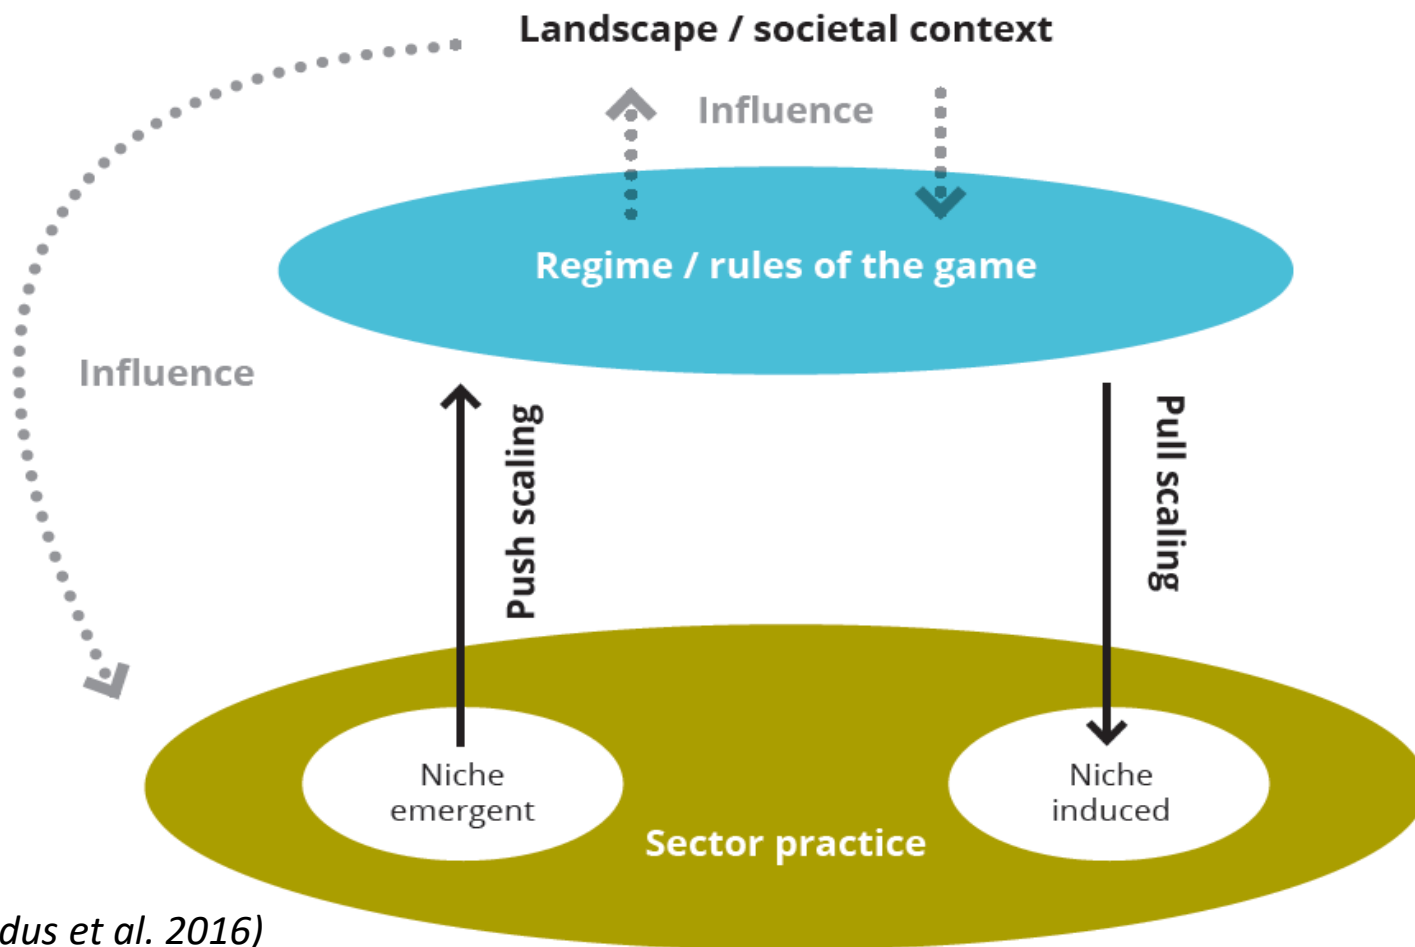 Landscape / societal context
Influence
Regime / rules of the game
Influence
Push scaling
Pull scaling
Niche
emergent
Niche
induced
Sector practice
dus et al. 2016)